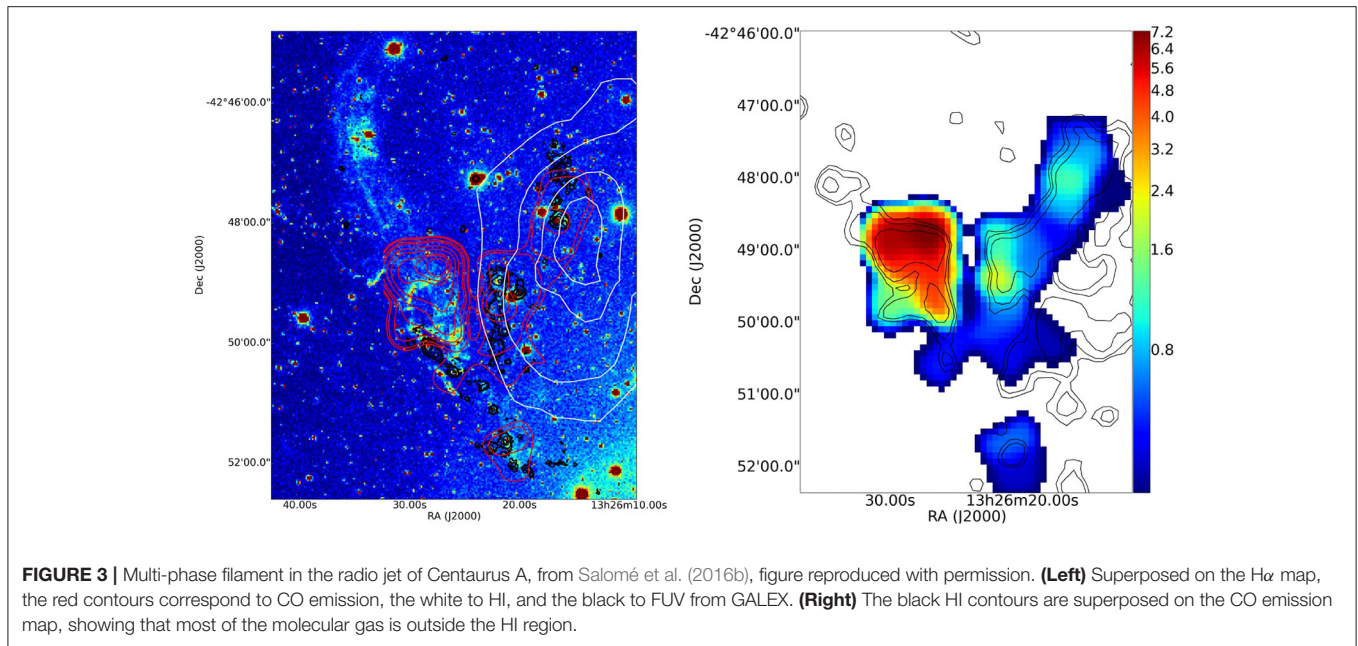 -42°46'00.0"
48'00.0"
50'00.0"
52'00.0"
Dec (J2000)
40.00s
30.00s
20.00s
13h26m10.00s
RA (J2000)
-42°46'00.0"
47'00.0"
48'00.0"
49'00.0"
50'00.0"
51'00.0"
52'00.0"
Dec (J2000)
30.00s
13h26m20.00s
RA (J2000)
7.2
6.4
5.6
4.8
4.0
3.2
2.4
1.6
0.8
FIGURE 3 | Multi-phase filament in the radio jet of Centaurus A, from Salomé et al. (2016b), figure reproduced with permission. (Left) Superposed on the Hα map,
the red contours correspond to CO emission, the white to HI, and the black to FUV from GALEX. (Right) The black HI contours are superposed on the CO emission
map, showing that most of the molecular gas is outside the HI region.